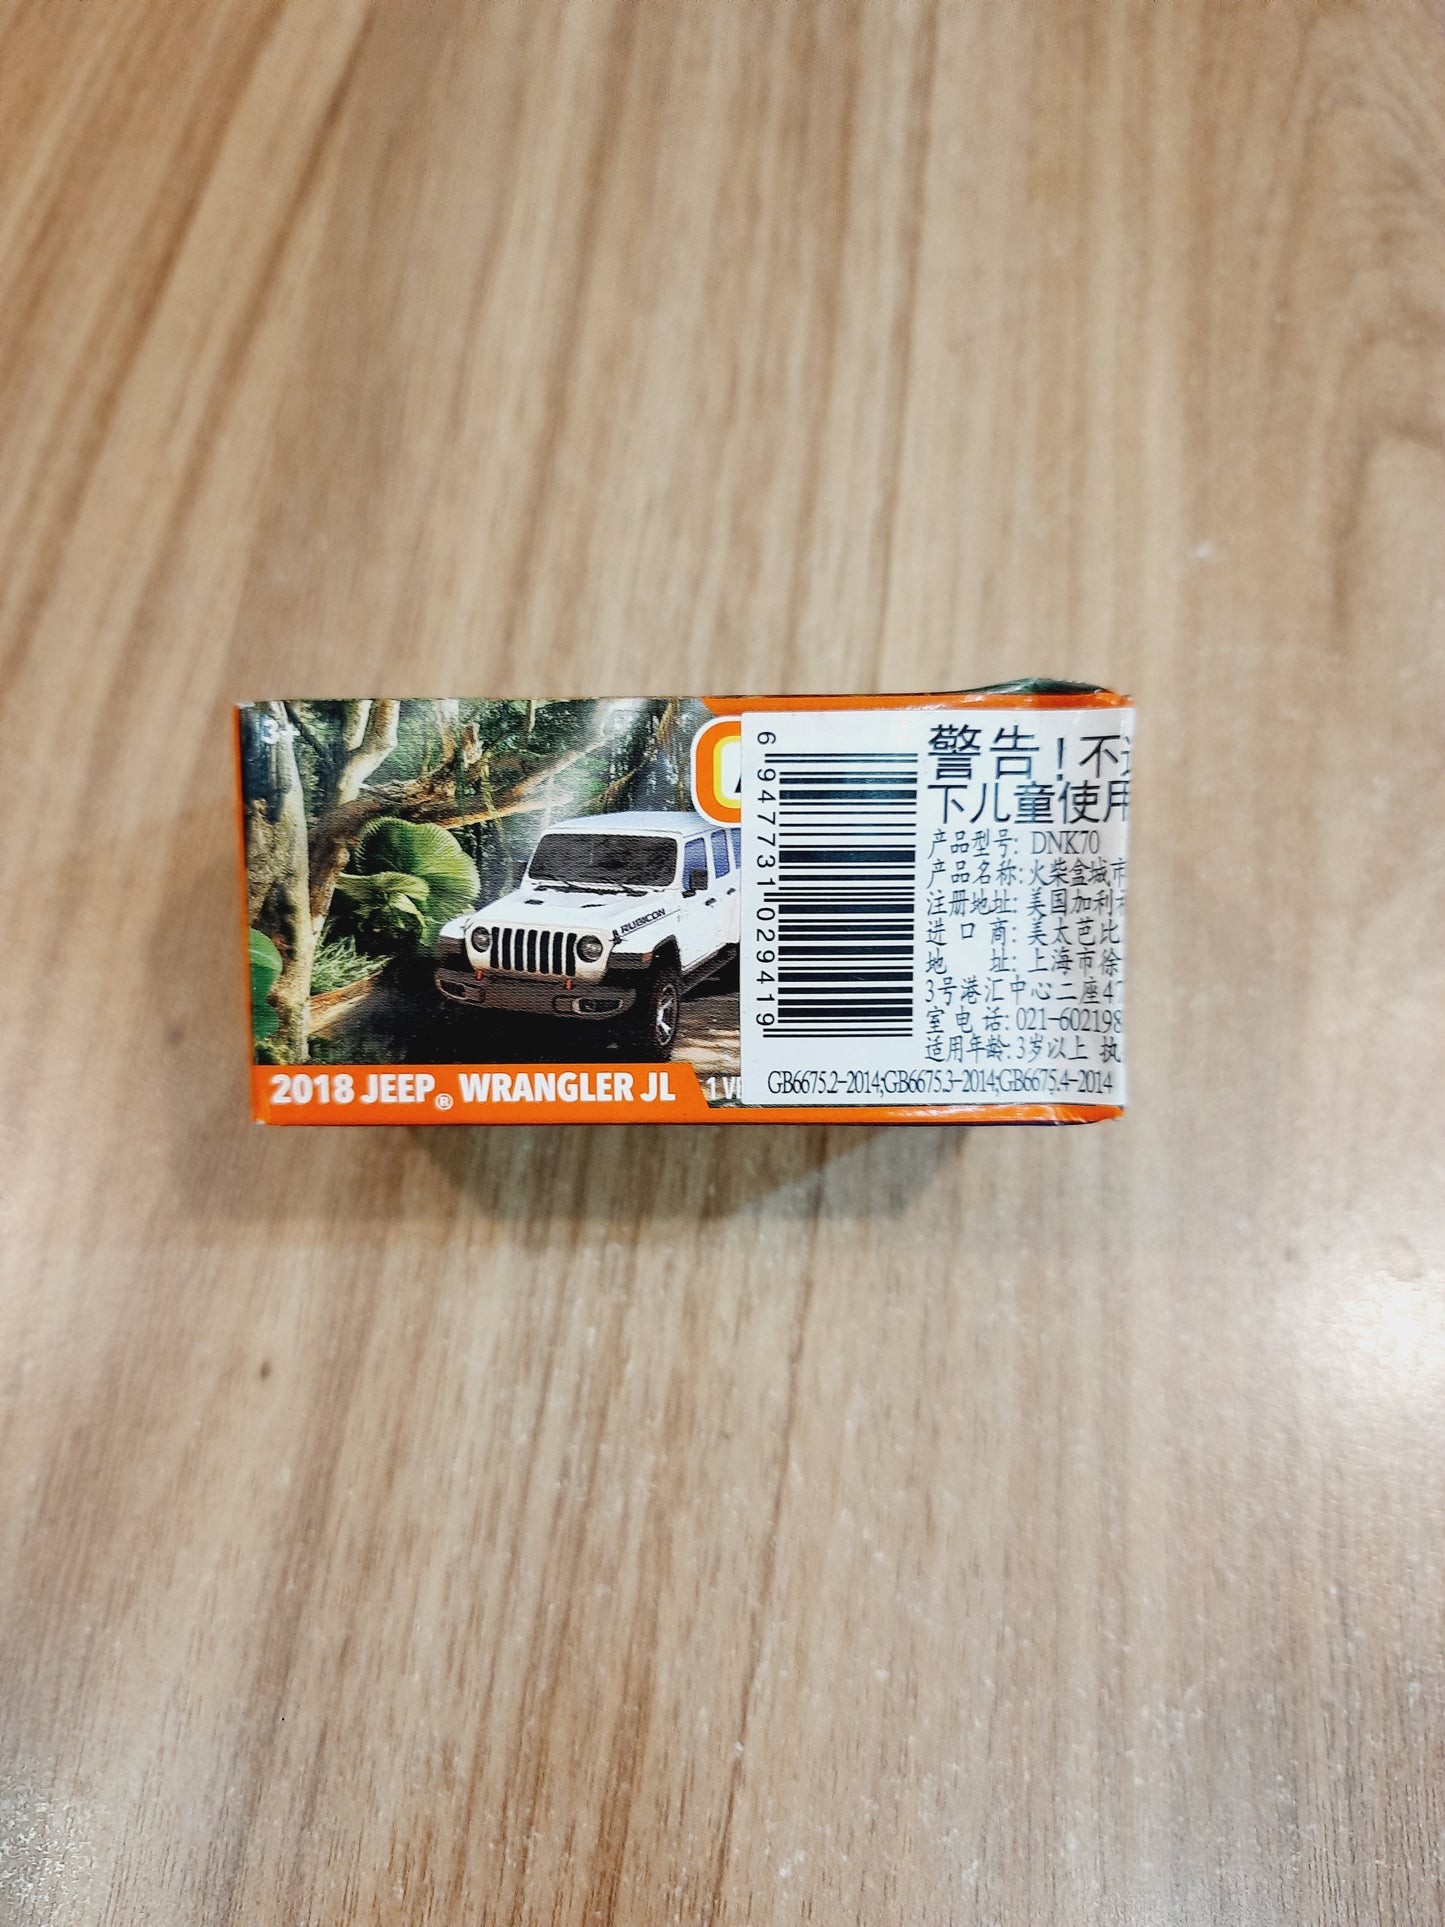 3+
RUBICON
2018 JEEP® WRANGLER JL
6947731029419
警告！不
下儿童使用
产品型号: DNK70
产品名称: 火柴盒城市
注册地址: 美国加利
进口商: 美太芭比
地址: 上海市徐
3号港汇中心二座47
室电话: 021-602198
适用年龄: 3岁以上 执
GB6675.2-2014;GB6675.3-2014;GB6675.4-2014